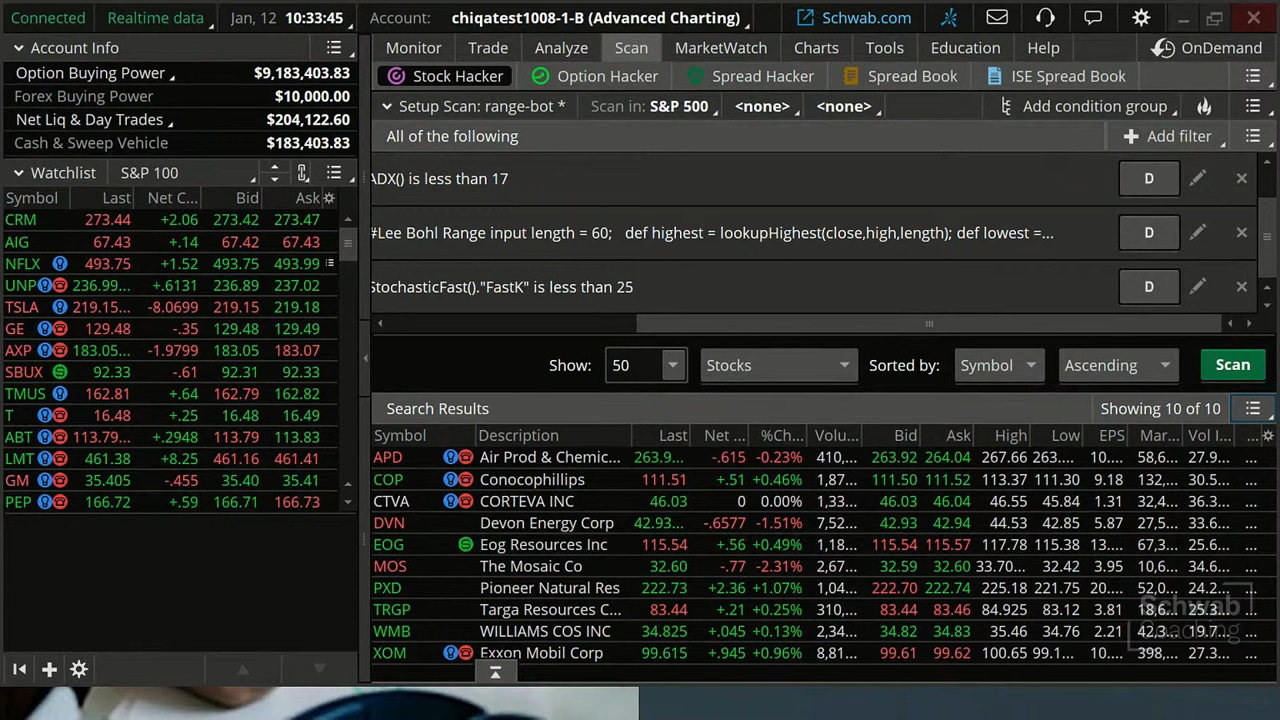 Connected Realtime data Jan, 12 10:33:45 Account: chiqatest1008-1-B (Advanced Charting) Schwab.com
Account Info
Option Buying Power $9,183,403.83
Forex Buying Power $10,000.00
Net Liq & Day Trades $204,122.60
Cash & Sweep Vehicle $183,403.83
Watchlist S&P 100
Symbol Last Net C... Bid Ask
CRM 273.44 +2.06 273.42 273.47
AIG 67.43 +.14 67.42 67.43
NFLX 493.75 +1.52 493.75 493.99
UNP 236.99... +.6131 236.89 237.02
TSLA 219.15... -8.0699 219.15 219.18
GE 129.48 -.35 129.48 129.49
AXP 183.05... -1.9799 183.05 183.07
SBUX 92.33 -.61 92.31 92.33
TMUS 162.81 +.64 162.79 162.82
T 16.48 +.25 16.48 16.49
ABT 113.79... +.2948 113.79 113.83
LMT 461.38 +8.25 461.16 461.41
GM 35.405 -.455 35.40 35.41
PEP 166.72 +.59 166.71 166.73
Monitor Trade Analyze Scan MarketWatch Charts Tools Education Help OnDemand
Stock Hacker Option Hacker Spread Hacker Spread Book ISE Spread Book
Setup Scan: range-bot * Scan in: S&P 500 <none> <none> Add condition group
All of the following Add filter
ADX() is less than 17 D
#Lee Bohl Range input length = 60; def highest = lookupHighest(close,high,length); def lowest =... D
StochasticFast()."FastK" is less than 25 D
Show: 50 Stocks Sorted by: Symbol Ascending Scan
Search Results Showing 10 of 10
Symbol Description Last Net ... %Ch... Volu... Bid Ask High Low EPS Mar... Vol I... ...
APD Air Prod & Chemic... 263.9... -.615 -0.23% 410,... 263.92 264.04 267.66 263.... 10.... 58,6... 27.9... ...
COP Conocophillips 111.51 +.51 +0.46% 1,87... 111.50 111.52 113.37 111.30 9.18 132,... 30.5... ...
CTVA CORTEVA INC 46.03 0 0.00% 1,33... 46.03 46.04 46.55 45.84 1.31 32,4... 36.3... ...
DVN Devon Energy Corp 42.93... -.6577 -1.51% 7,52... 42.93 42.94 44.53 42.85 5.87 27,5... 33.6... ...
EOG Eog Resources Inc 115.54 +.56 +0.49% 1,18... 115.54 115.57 117.78 115.38 13.... 67,3... 25.6... ...
MOS The Mosaic Co 32.60 -.77 -2.31% 2,67... 32.59 32.60 33.70... 32.42 3.95 10,6... 34.6... ...
PXD Pioneer Natural Res 222.73 +2.36 +1.07% 1,04... 222.70 222.74 225.18 221.75 20.... 52,0... 24.2... ...
TRGP Targa Resources C... 83.44 +.21 +0.25% 310,... 83.44 83.46 84.925 83.12 3.81 18,6... 25.3... ...
WMB WILLIAMS COS INC 34.825 +.045 +0.13% 2,34... 34.82 34.83 35.46 34.76 2.21 42,3... 19.7... ...
XOM Exxon Mobil Corp 99.615 +.945 +0.96% 8,81... 99.61 99.62 100.65 99.1... 10.... 398,... 27.3... ...
Schwab
Coaching